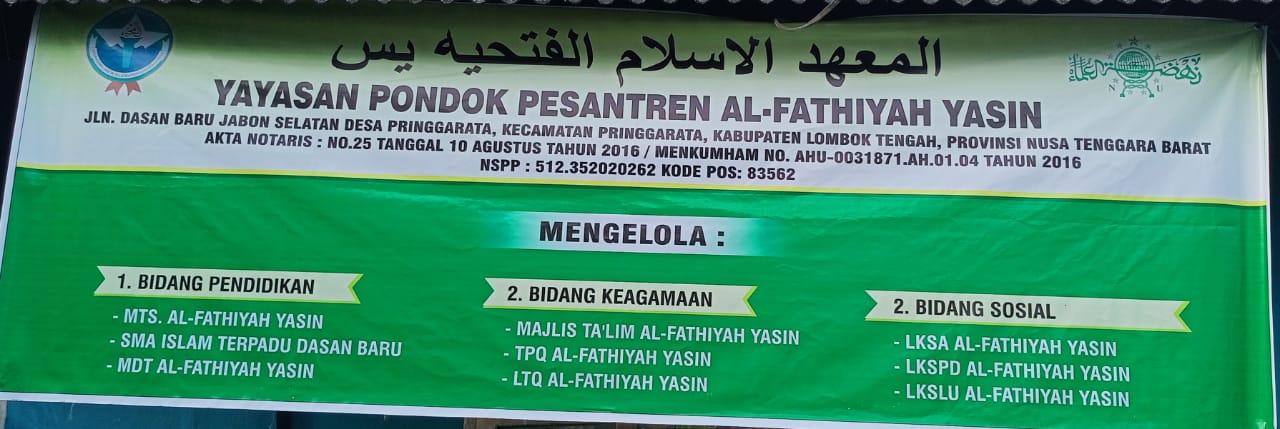 المعهد الاسلام الفتحيه يس
نهضة العلماء
N U
YAYASAN PONDOK PESANTREN AL-FATHIYAH YASIN
JLN. DASAN BARU JABON SELATAN DESA PRINGGARATA, KECAMATAN PRINGGARATA, KABUPATEN LOMBOK TENGAH, PROVINSI NUSA TENGGARA BARAT
AKTA NOTARIS : NO.25 TANGGAL 10 AGUSTUS TAHUN 2016 / MENKUMHAM NO. AHU-0031871.AH.01.04 TAHUN 2016
NSPP : 512.352020262 KODE POS: 83562
MENGELOLA :
1. BIDANG PENDIDIKAN
- MTS. AL-FATHIYAH YASIN
- SMA ISLAM TERPADU DASAN BARU
- MDT AL-FATHIYAH YASIN
2. BIDANG KEAGAMAAN
- MAJLIS TA'LIM AL-FATHIYAH YASIN
- TPQ AL-FATHIYAH YASIN
- LTQ AL-FATHIYAH YASIN
2. BIDANG SOSIAL
- LKSA AL-FATHIYAH YASIN
- LKSPD AL-FATHIYAH YASIN
- LKSLU AL-FATHIYAH YASIN